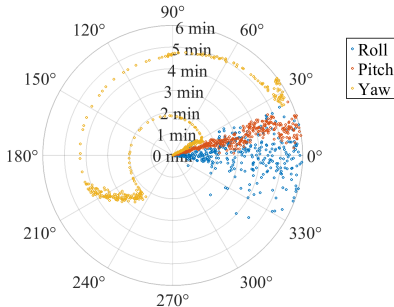 90°
120°
60°
6 min
5 min
4 min
3 min
2 min
1 min
0 min
150°
30°
Roll
Pitch
Yaw
180°
0°
210°
330°
240°
300°
270°